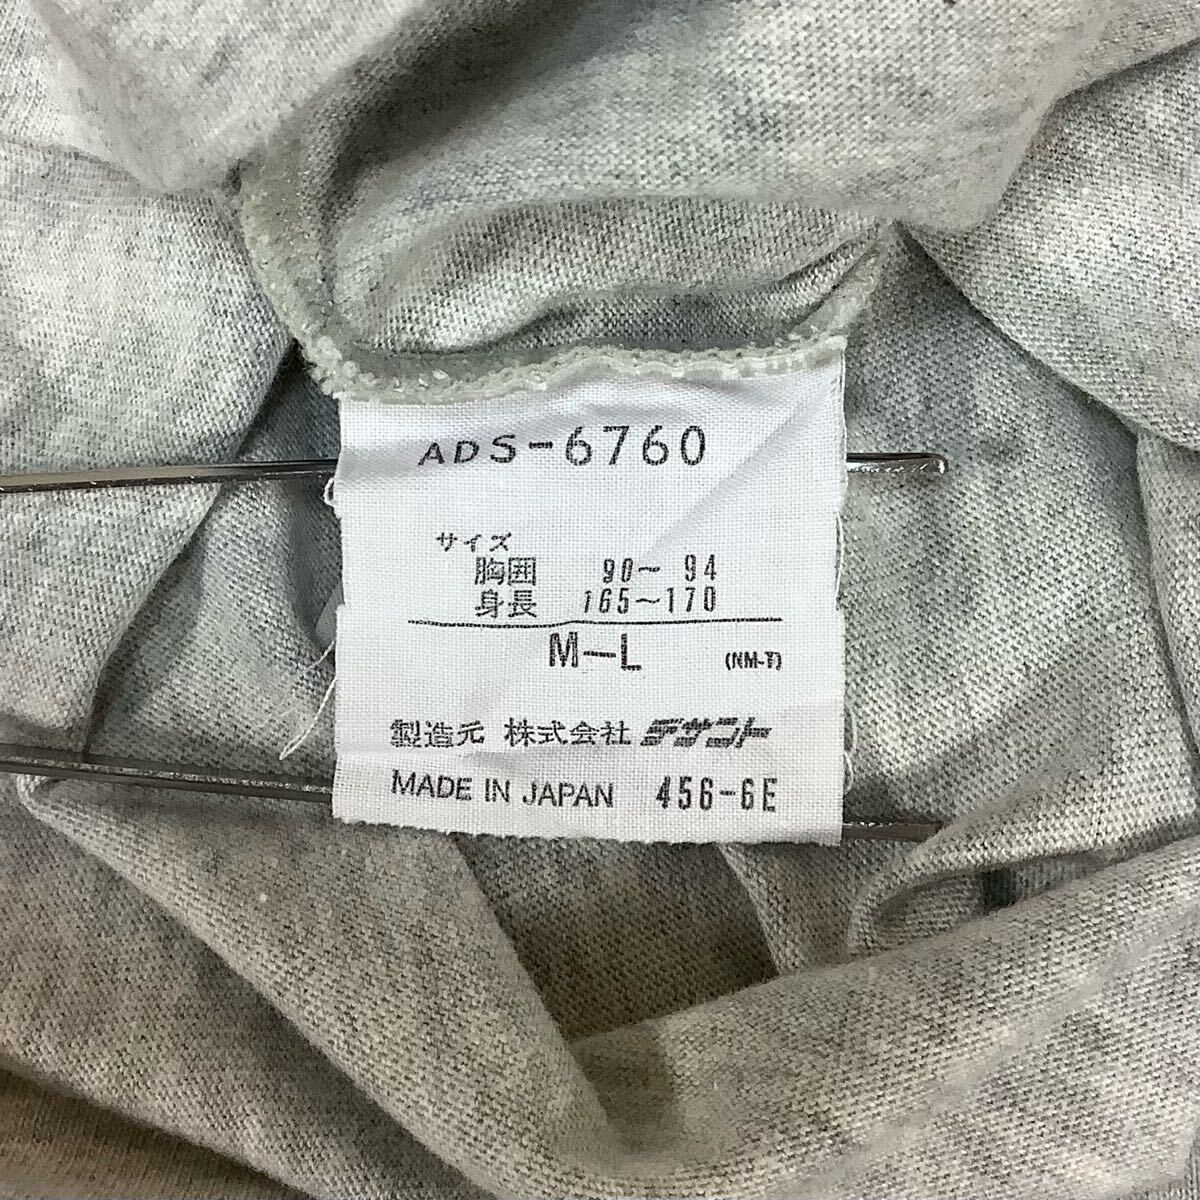 ADS-6760
サイズ
胸囲 90～94
身長 165～170
M—L (NM-T)
製造元 株式会社 デサント
MADE IN JAPAN 456-6E